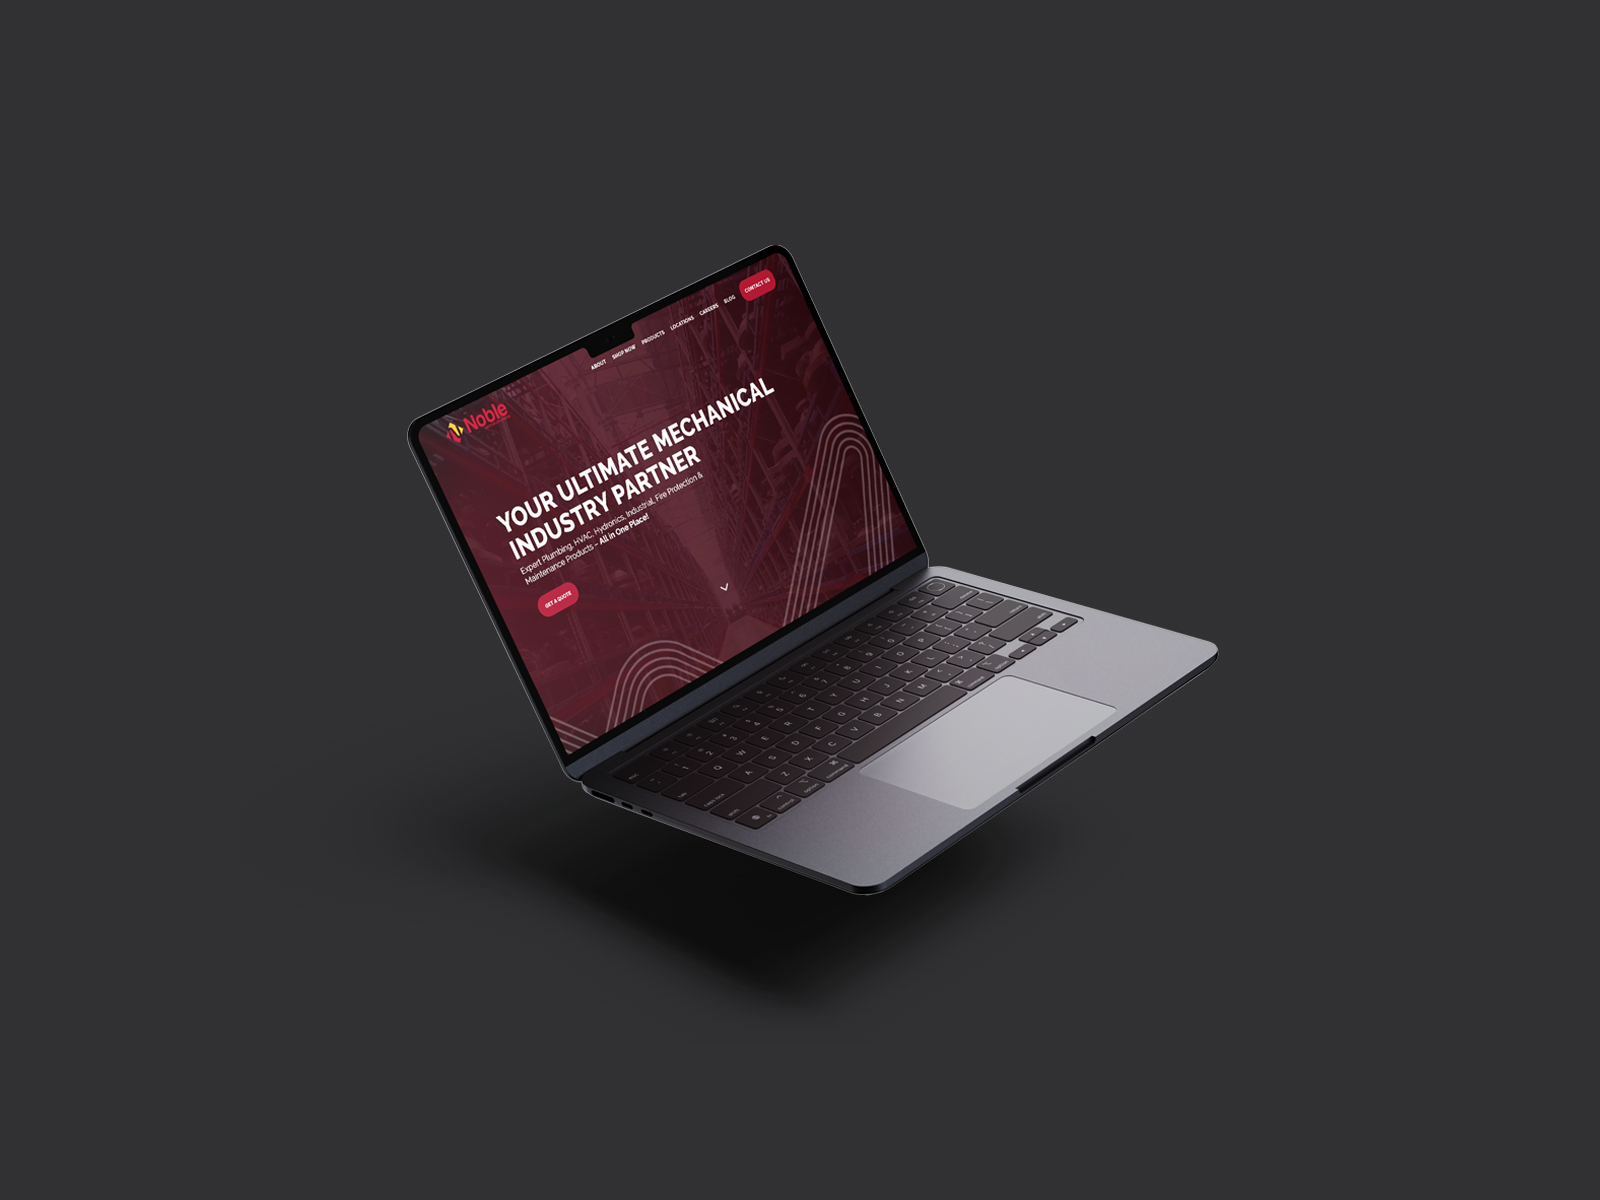 ABOUT SHOP NOW PRODUCTS LOCATIONS CAREERS BLOG CONTACT US
Noble
YOUR ULTIMATE MECHANICAL
INDUSTRY PARTNER
Expert Plumbing, HVAC, Hydronics, Industrial, Fire Protection &
Maintenance Products – All in One Place!
GET A QUOTE
Q W E R T Y U I O P
A S D F G H J K L
Z X C V B N M